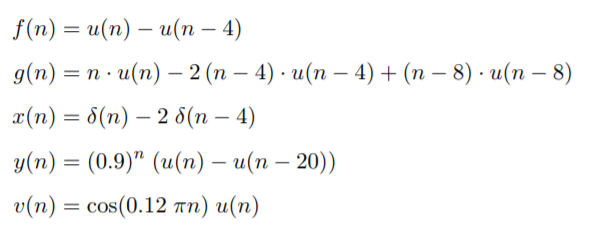 f(n) = u(n) − u(n − 4)
g(n) = n · u(n) − 2 (n − 4) · u(n − 4) + (n − 8) · u(n − 8)
x(n) = δ(n) − 2 δ(n − 4)
y(n) = (0.9)ⁿ (u(n) − u(n − 20))
v(n) = cos(0.12 πn) u(n)